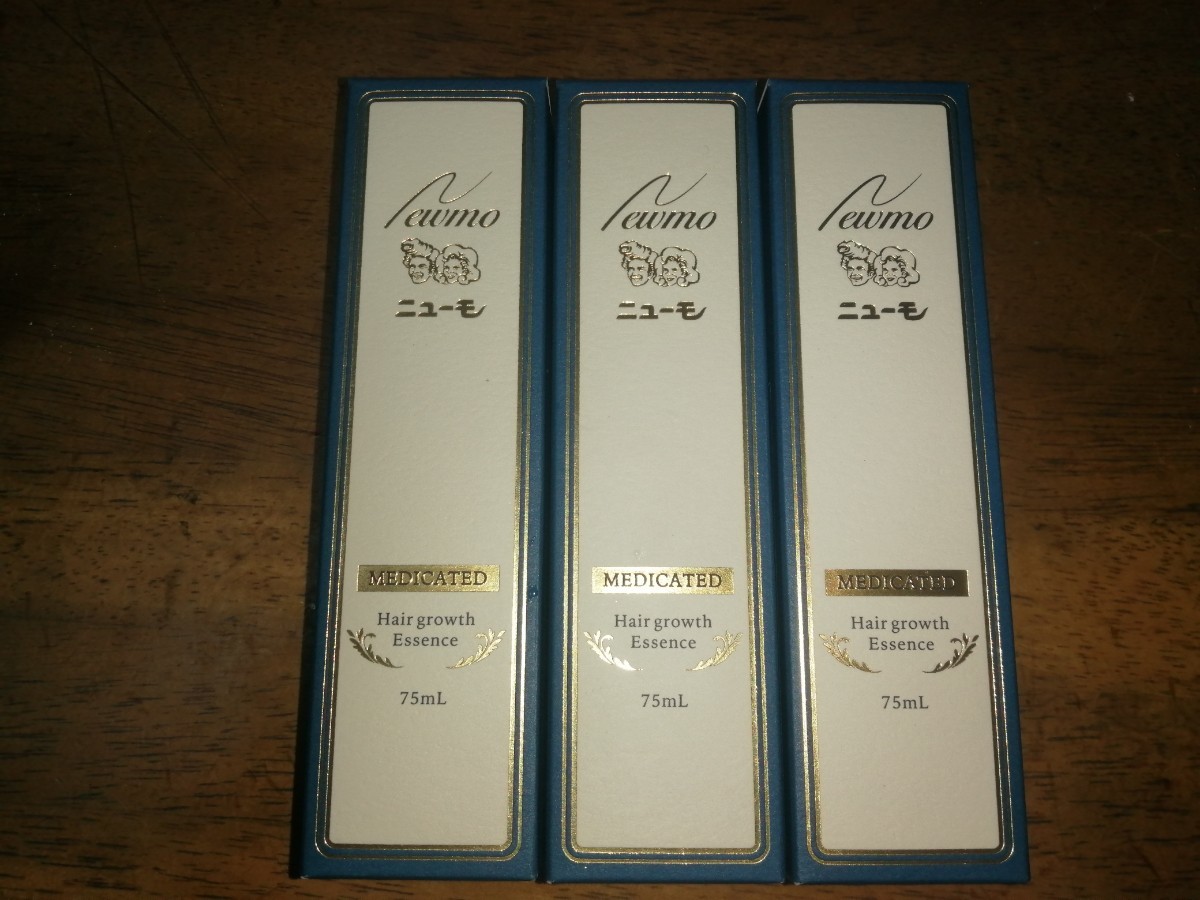 Newmo
ニューモ
MEDICATED
Hair growth
Essence
75mL
Newmo
ニューモ
MEDICATED
Hair growth
Essence
75mL
Newmo
ニューモ
MEDICATED
Hair growth
Essence
75mL